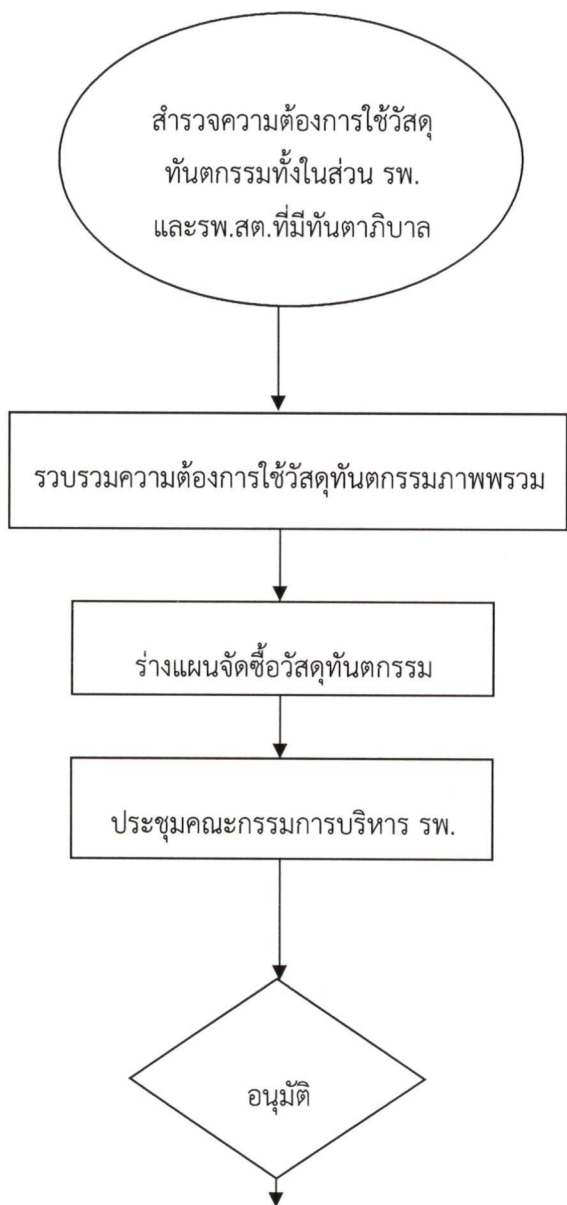 สำรวจความต้องการใช้วัสดุ
ทันตกรรมทั้งในส่วน รพ.
และรพ.สต.ที่มีทันตาภิบาล
รวบรวมความต้องการใช้วัสดุทันตกรรมภาพพรวม
ร่างแผนจัดซื้อวัสดุทันตกรรม
ประชุมคณะกรรมการบริหาร รพ.
อนุมัติ